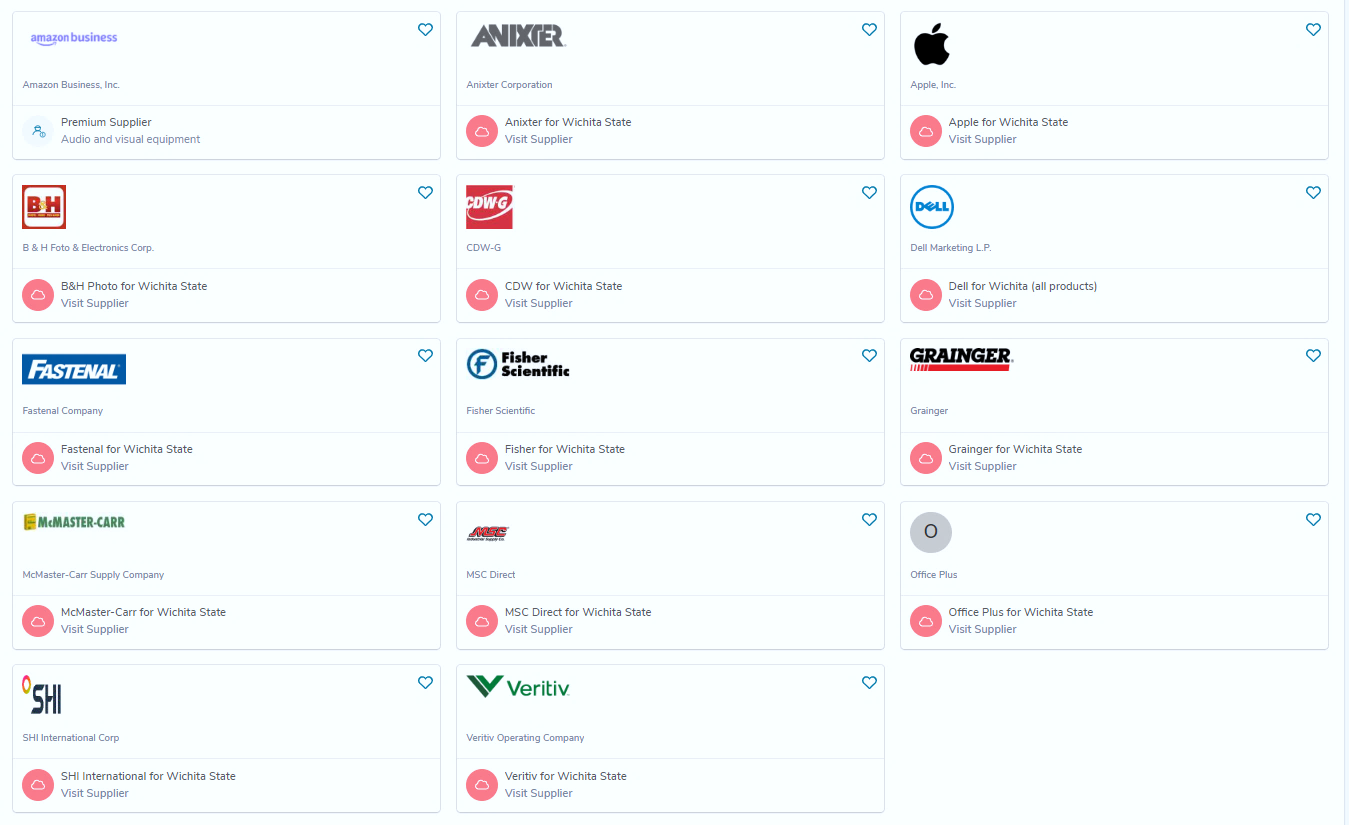 amazon business
Amazon Business, Inc.
Premium Supplier
Audio and visual equipment
ANIXTER
Anixter Corporation
Anixter for Wichita State
Visit Supplier
Apple, Inc.
Apple for Wichita State
Visit Supplier
B&H
B & H Foto & Electronics Corp.
B&H Photo for Wichita State
Visit Supplier
CDW·G
CDW-G
CDW for Wichita State
Visit Supplier
DELL
Dell Marketing L.P.
Dell for Wichita (all products)
Visit Supplier
FASTENAL
Fastenal Company
Fastenal for Wichita State
Visit Supplier
Fisher
Scientific
Fisher Scientific
Fisher for Wichita State
Visit Supplier
GRAINGER
Grainger
Grainger for Wichita State
Visit Supplier
McMASTER-CARR
McMaster-Carr Supply Company
McMaster-Carr for Wichita State
Visit Supplier
MSC
Industrial Supply Co.
MSC Direct
MSC Direct for Wichita State
Visit Supplier
O
Office Plus
Office Plus for Wichita State
Visit Supplier
SHI
SHI International Corp
SHI International for Wichita State
Visit Supplier
Veritiv
Veritiv Operating Company
Veritiv for Wichita State
Visit Supplier